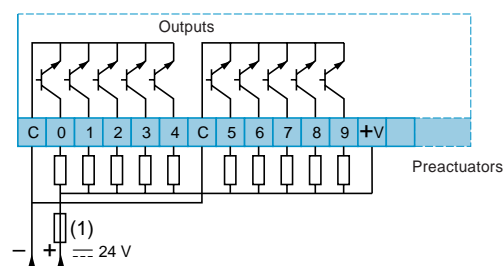 Outputs
C 0 1 2 3 4 C 5 6 7 8 9 +V
Preactuators
(1)
– + ⎓ 24 V